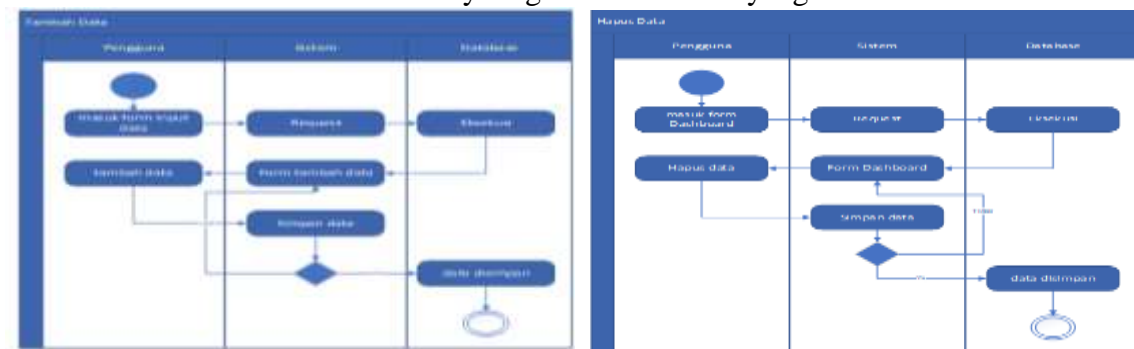 Tambah Data
Pengguna
Sistem
Database
masuk form input
data
Request
Eksekusi
tambah data
Form tambah data
Simpan data
data disimpan
Hapus Data
Pengguna
Sistem
Database
masuk form
Dashboard
Request
Eksekusi
Hapus data
Form Dashboard
Simpan data
data disimpan